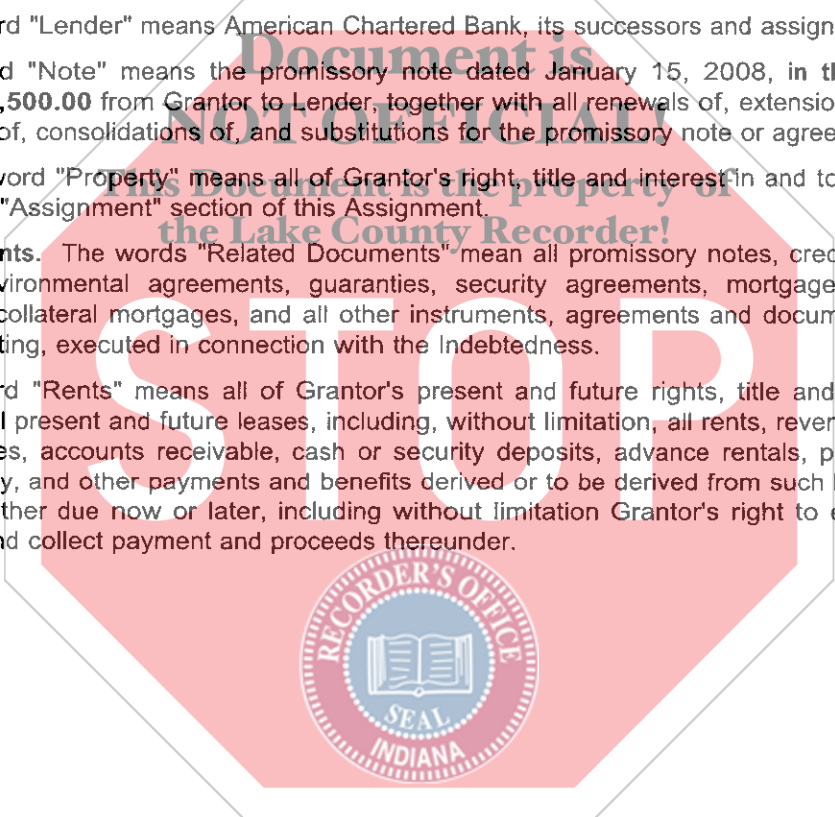 rd "Lender" means American Chartered Bank, its successors and assign
Document is
d "Note" means the promissory note dated January 15, 2008, in th
,500.00 from Grantor to Lender, together with all renewals of, extensio
NOT OFFICIAL!
of, consolidations of, and substitutions for the promissory note or agree
word "Property" means all of Grantor's right, title and interest in and to
This Document is the property of
"Assignment" section of this Assignment.
the Lake County Recorder!
nts. The words "Related Documents" mean all promissory notes, cred
vironmental agreements, guaranties, security agreements, mortgage
collateral mortgages, and all other instruments, agreements and docum
ting, executed in connection with the Indebtedness.
STOP
rd "Rents" means all of Grantor's present and future rights, title and
l present and future leases, including, without limitation, all rents, rever
es, accounts receivable, cash or security deposits, advance rentals, p
y, and other payments and benefits derived or to be derived from such
ther due now or later, including without limitation Grantor's right to e
nd collect payment and proceeds thereunder.
RECORDER'S OFFICE
SEAL
INDIANA